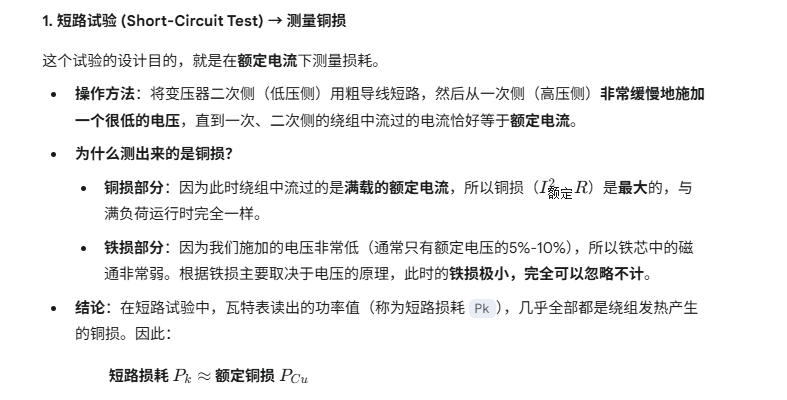 1. 短路试验 (Short-Circuit Test) → 测量铜损
这个试验的设计目的，就是在额定电流下测量损耗。
• 操作方法：将变压器二次侧（低压侧）用粗导线短路，然后从一次侧（高压侧）非常缓慢地施加
一个很低的电压，直到一次、二次侧的绕组中流过的电流恰好等于额定电流。
• 为什么测出来的是铜损？
• 铜损部分：因为此时绕组中流过的是满载的额定电流，所以铜损（I²额定R）是最大的，与
满负荷运行时完全一样。
• 铁损部分：因为我们施加的电压非常低（通常只有额定电压的5%-10%），所以铁芯中的磁
通非常弱。根据铁损主要取决于电压的原理，此时的铁损极小，完全可以忽略不计。
• 结论：在短路试验中，瓦特表读出的功率值（称为短路损耗 Pk），几乎全部都是绕组发热产生
的铜损。因此：
短路损耗 Pk ≈ 额定铜损 PCu